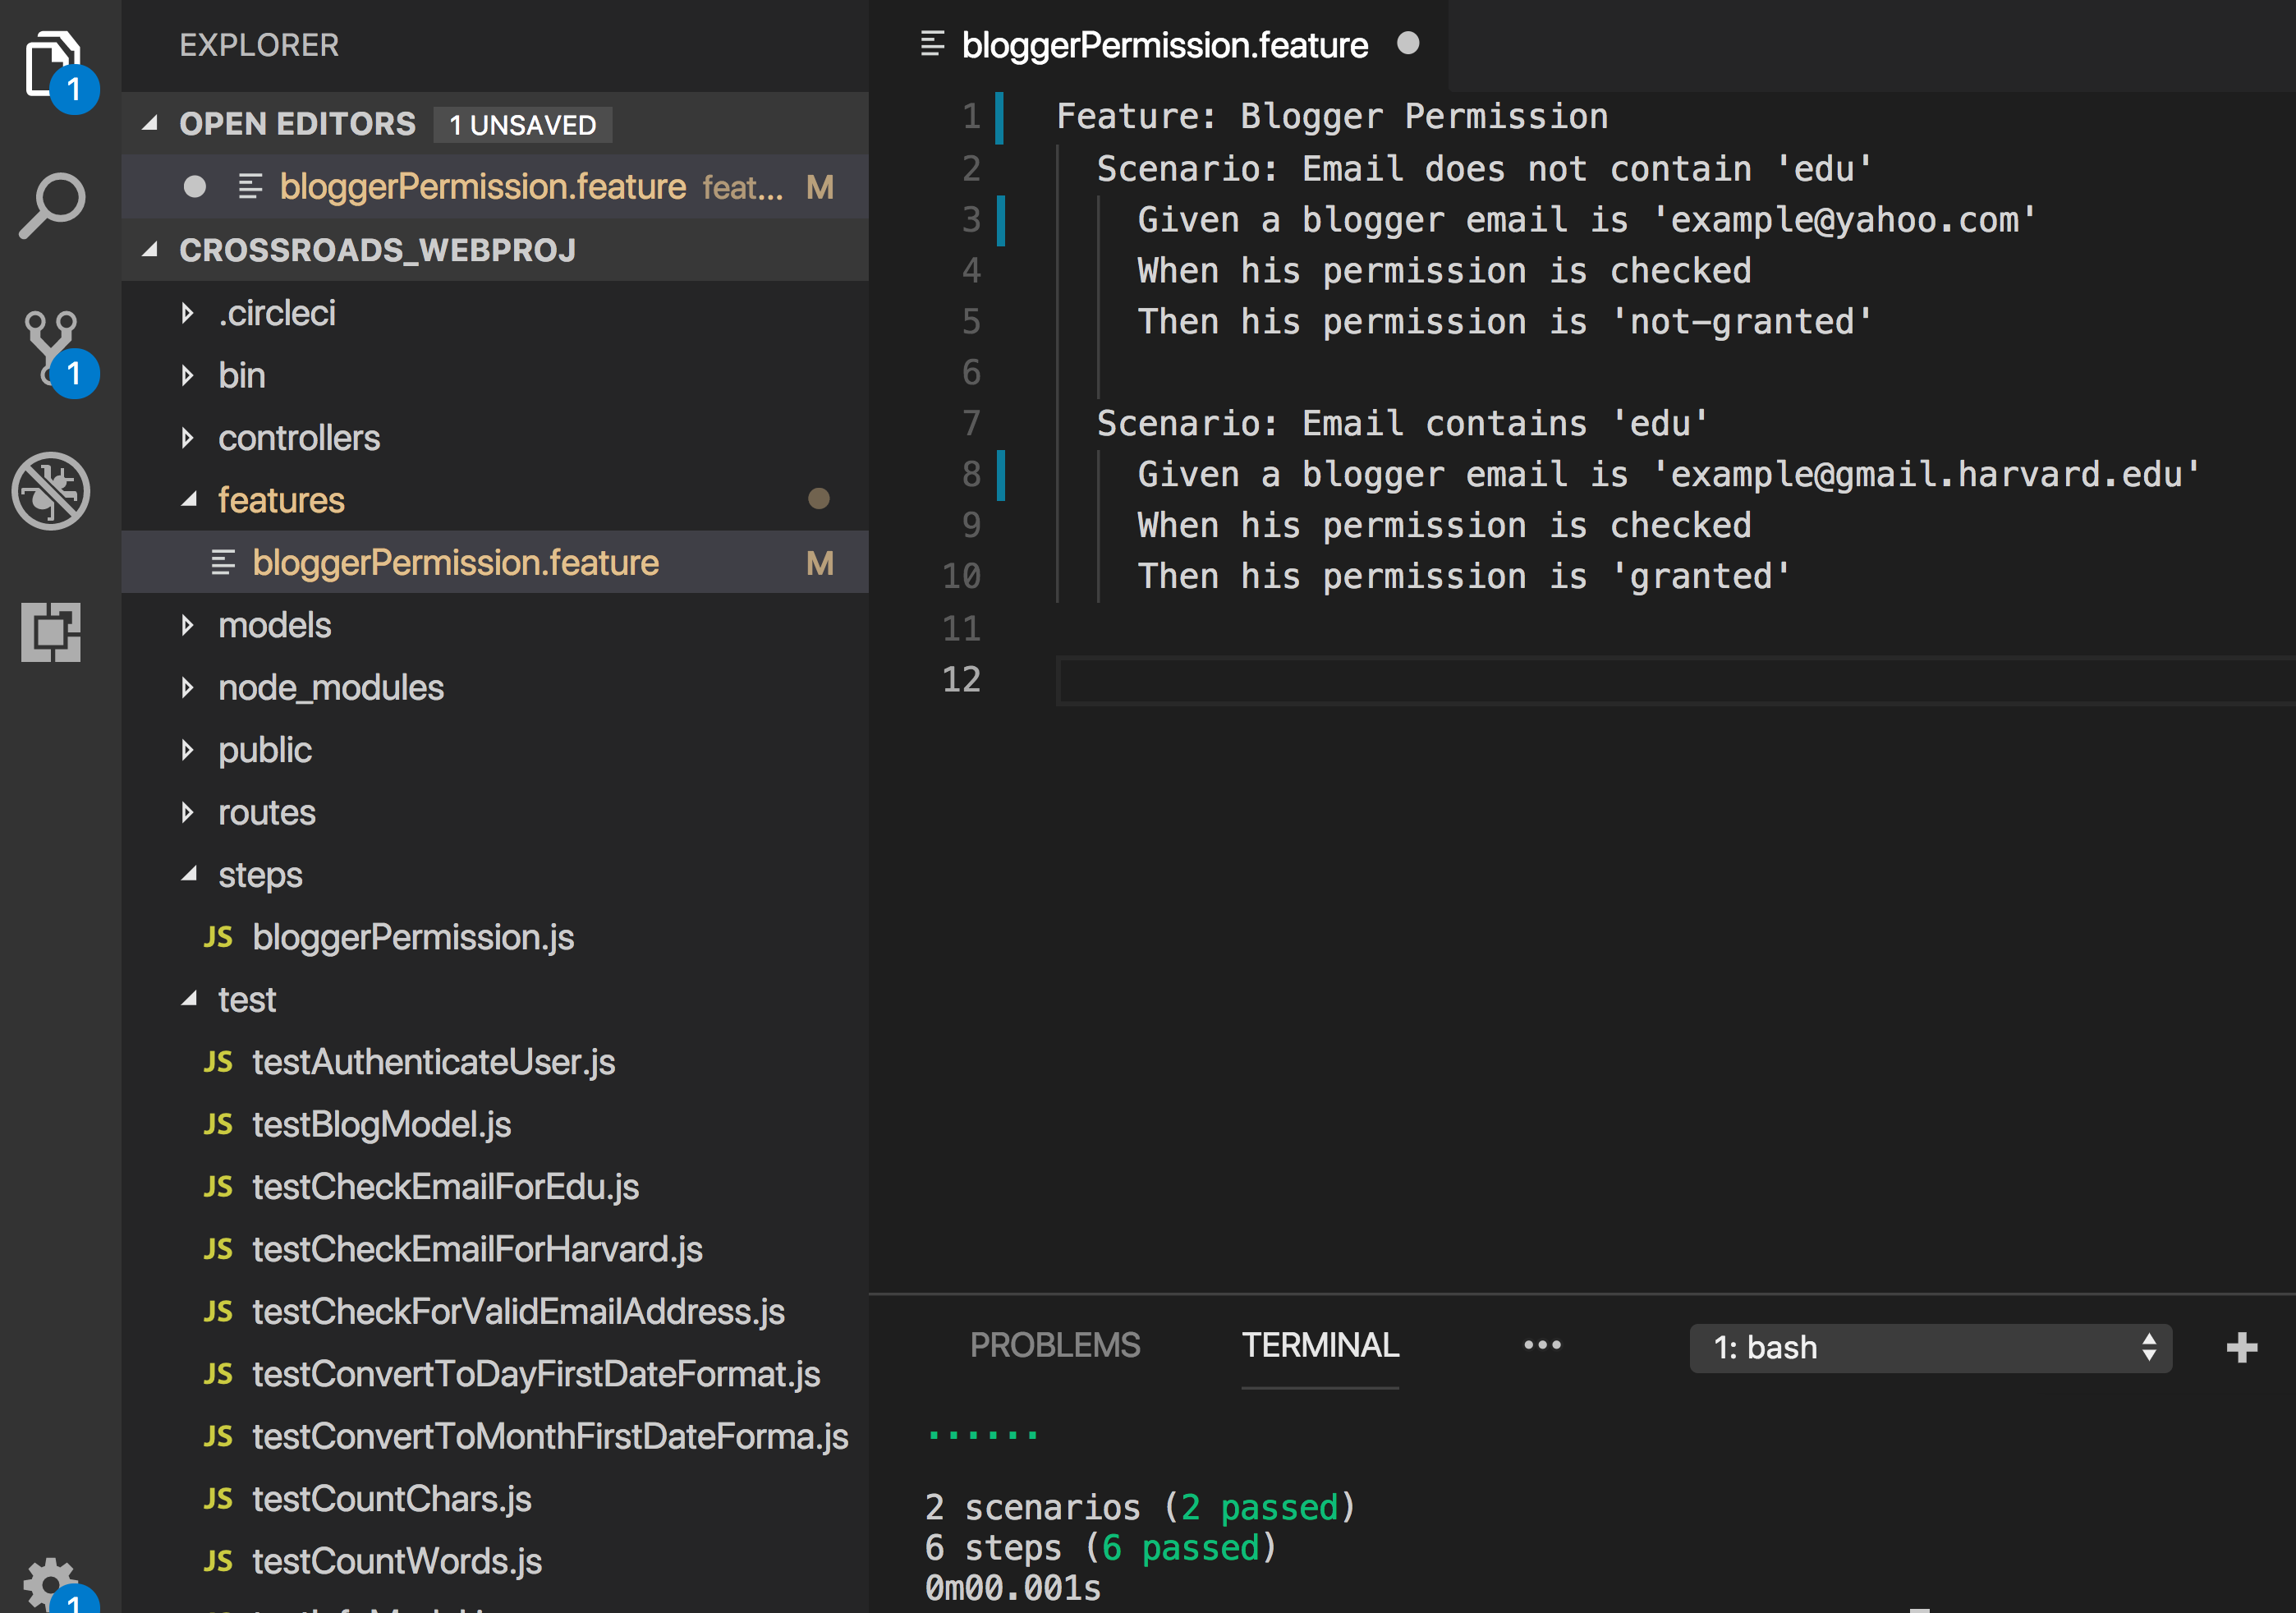 EXPLORER
OPEN EDITORS 1 UNSAVED
bloggerPermission.feature feat... M
CROSSROADS_WEBPROJ
.circleci
bin
controllers
features
bloggerPermission.feature M
models
node_modules
public
routes
steps
JS bloggerPermission.js
test
JS testAuthenticateUser.js
JS testBlogModel.js
JS testCheckEmailForEdu.js
JS testCheckEmailForHarvard.js
JS testCheckForValidEmailAddress.js
JS testConvertToDayFirstDateFormat.js
JS testConvertToMonthFirstDateForma.js
JS testCountChars.js
JS testCountWords.js
1
1
1
bloggerPermission.feature
1 Feature: Blogger Permission
2 Scenario: Email does not contain 'edu'
3 Given a blogger email is 'example@yahoo.com'
4 When his permission is checked
5 Then his permission is 'not-granted'
6
7 Scenario: Email contains 'edu'
8 Given a blogger email is 'example@gmail.harvard.edu'
9 When his permission is checked
10 Then his permission is 'granted'
11
12
PROBLEMS TERMINAL ••• 1: bash
......
2 scenarios (2 passed)
6 steps (6 passed)
0m00.001s